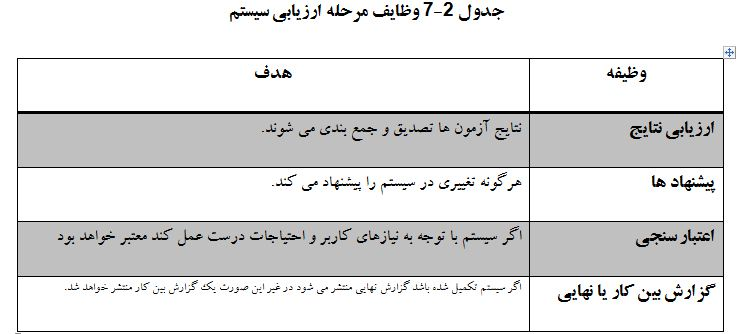 جدول 2-7 وظایف مرحله ارزیابی سیستم
وظیفه هدف
ارزیابی نتایج نتایج آزمون ها تصدیق و جمع بندی می شوند.
پیشنهاد ها هرگونه تغییری در سیستم را پیشنهاد می کند.
اعتبار سنجی اگر سیستم با توجه به نیازهای کاربر و احتیاجات درست عمل کند معتبر خواهد بود
گزارش بین کار یا نهایی اگر سیستم تکمیل شده باشد گزارش نهایی منتشر می شود در غیر این صورت یک گزارش بین کار منتشر خواهد شد.